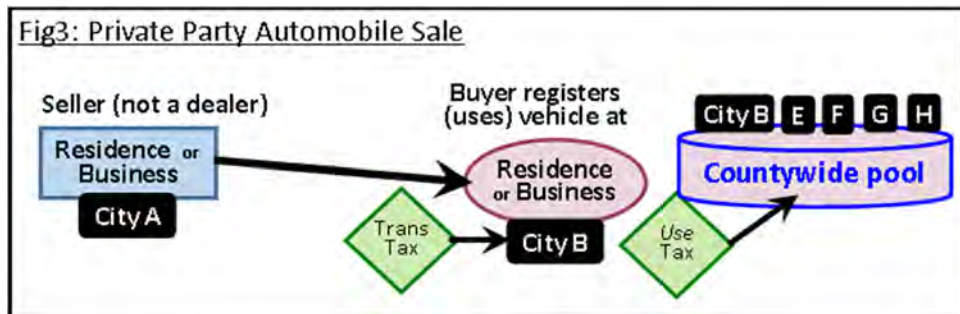 Fig3: Private Party Automobile Sale
Seller (not a dealer)
Residence or
Business
City A
Buyer registers
(uses) vehicle at
Residence
or Business
City B
Trans
Tax
City B E F G H
Countywide pool
Use
Tax